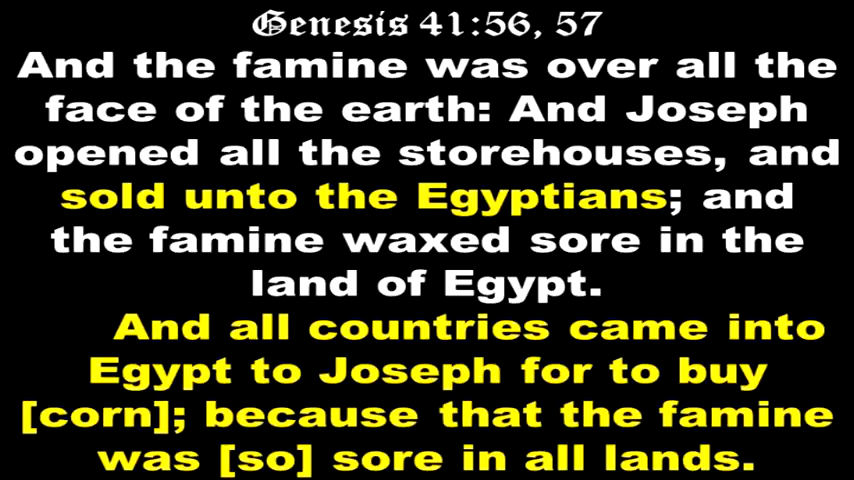 Genesis 41:56, 57
And the famine was over all the
face of the earth: And Joseph
opened all the storehouses, and
sold unto the Egyptians; and
the famine waxed sore in the
land of Egypt.
And all countries came into
Egypt to Joseph for to buy
[corn]; because that the famine
was [so] sore in all lands.